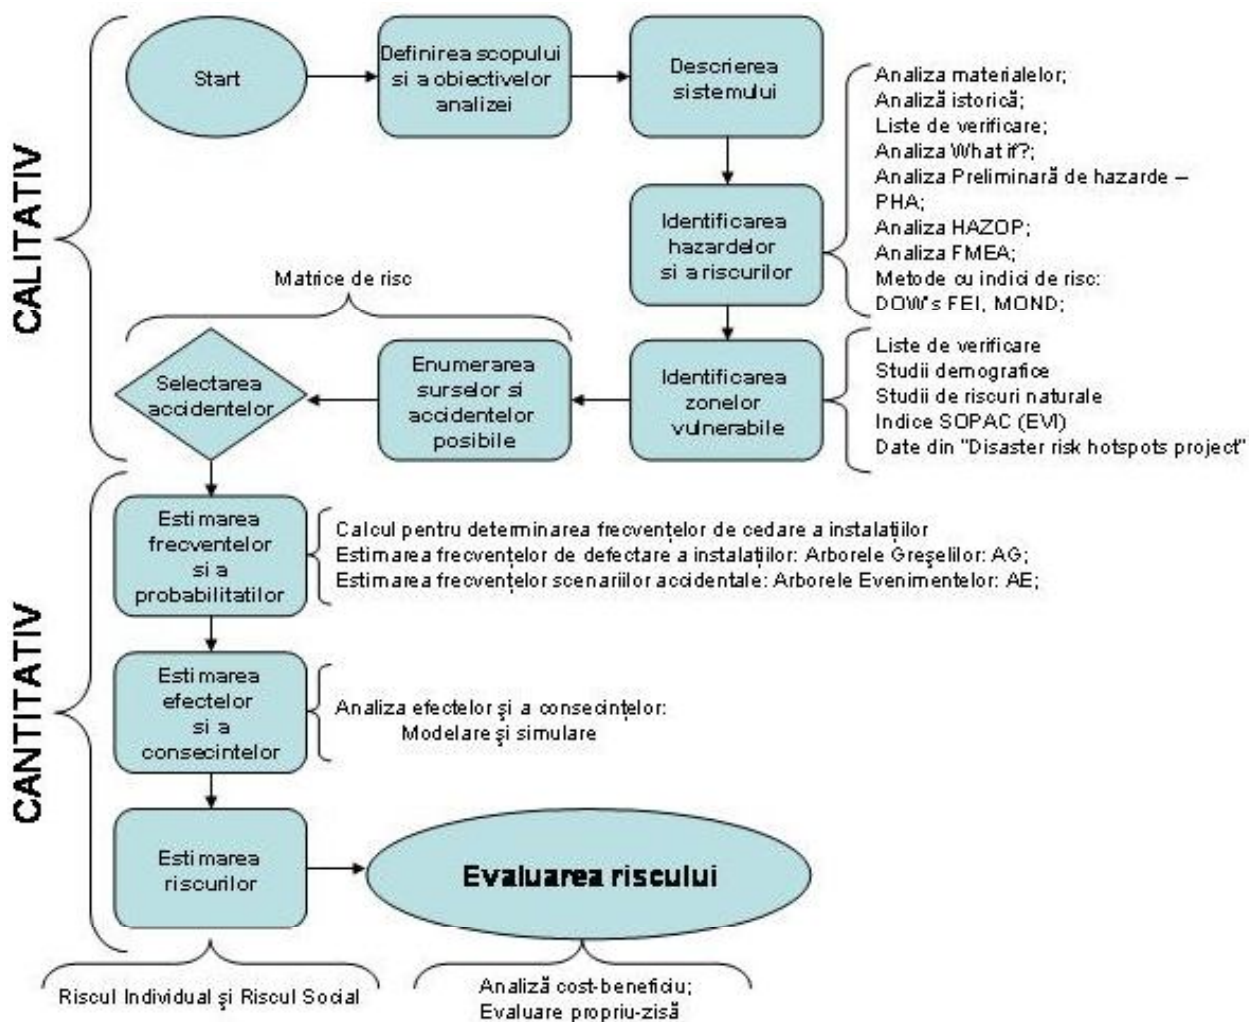 CALITATIV
Start
Definirea scopului
si a obiectivelor
analizei
Descrierea
sistemului
Analiza materialelor;
Analiză istorică;
Liste de verificare;
Analiza What if?;
Analiza Preliminară de hazarde –
PHA;
Analiza HAZOP;
Analiza FMEA;
Metode cu indici de risc:
DOW's FEI, MOND;
Identificarea
hazardelor
si a riscurilor
Matrice de risc
Selectarea
accidentelor
Enumerarea
surselor si
accidentelor
posibile
Identificarea
zonelor
vulnerabile
Liste de verificare
Studii demografice
Studii de riscuri naturale
Indice SOPAC (EVI)
Date din "Disaster risk hotspots project"
CANTITATIV
Estimarea
frecventelor
si a
probabilitatilor
Calcul pentru determinarea frecvențelor de cedare a instalațiilor
Estimarea frecvențelor de defectare a instalațiilor: Arborele Greşelilor: AG;
Estimarea frecvențelor scenariilor accidentale: Arborele Evenimentelor: AE;
Estimarea
efectelor
si a
consecintelor
Analiza efectelor şi a consecințelor:
Modelare şi simulare
Estimarea
riscurilor
Evaluarea riscului
Riscul Individual şi Riscul Social
Analiză cost-beneficiu;
Evaluare propriu-zisă